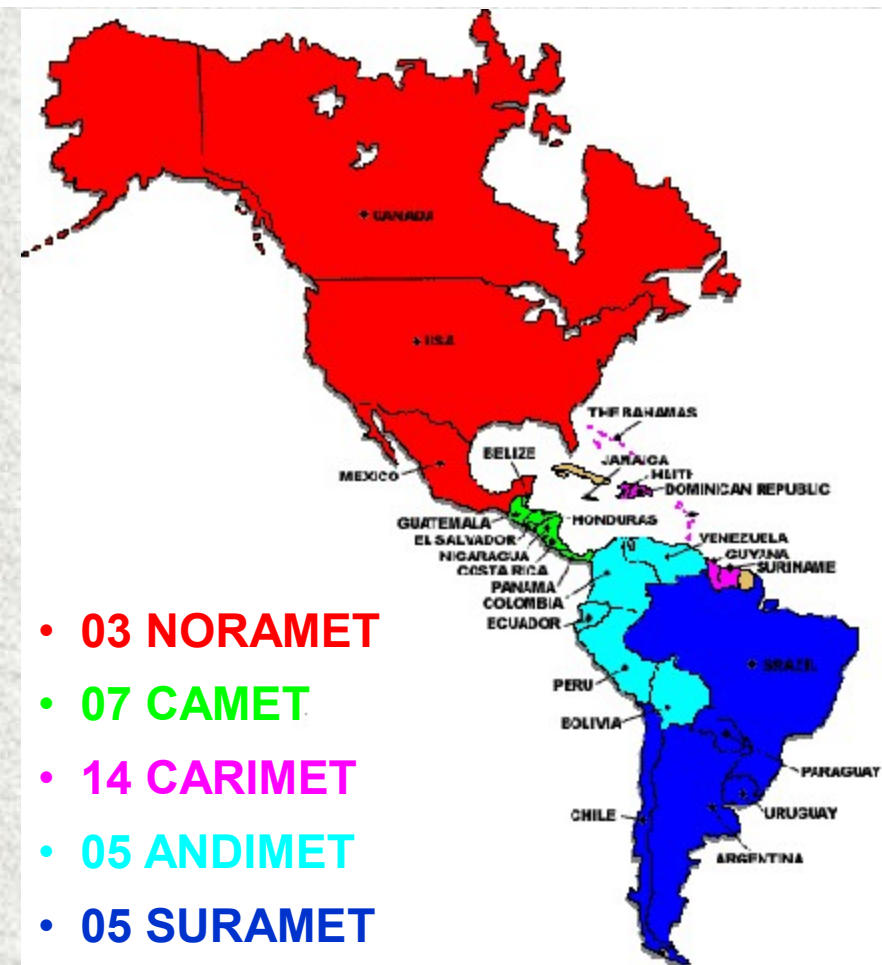 CANADA
USA
THE BAHAMAS
JAMAICA
BELIZE
HAITI
MEXICO
DOMINICAN REPUBLIC
GUATEMALA
HONDURAS
EL SALVADOR
NICARAGUA
COSTA RICA
PANAMA
VENEZUELA
GUYANA
SURINAME
COLOMBIA
ECUADOR
BRAZIL
PERU
BOLIVIA
PARAGUAY
CHILE
URUGUAY
ARGENTINA
• 03 NORAMET
• 07 CAMET
• 14 CARIMET
• 05 ANDIMET
• 05 SURAMET